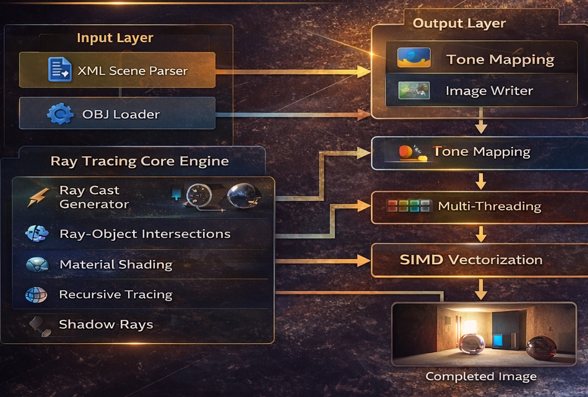 Input Layer
XML Scene Parser
OBJ Loader
Ray Tracing Core Engine
Ray Cast
Generator
Ray-Object Intersections
Material Shading
Recursive Tracing
Shadow Rays
Output Layer
Tone Mapping
Image Writer
Tone Mapping
Multi-Threading
SIMD Vectorization
Completed Image